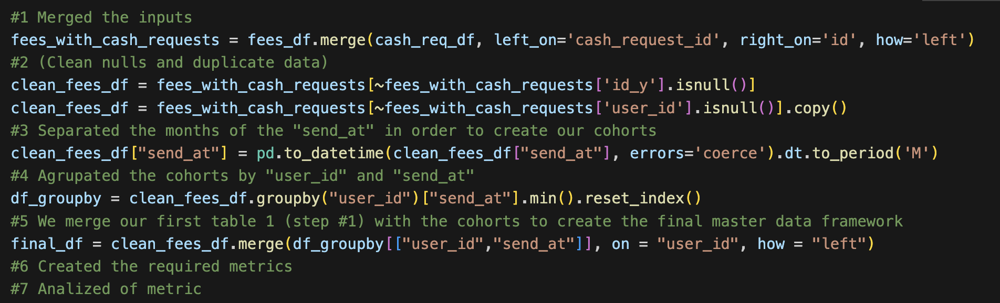 #1 Merged the inputs
fees_with_cash_requests = fees_df.merge(cash_req_df, left_on='cash_request_id', right_on='id', how='left')
#2 (Clean nulls and duplicate data)
clean_fees_df = fees_with_cash_requests[~fees_with_cash_requests['id_y'].isnull()]
clean_fees_df = fees_with_cash_requests[~fees_with_cash_requests['user_id'].isnull()].copy()
#3 Separated the months of the "send_at" in order to create our cohorts
clean_fees_df["send_at"] = pd.to_datetime(clean_fees_df["send_at"], errors='coerce').dt.to_period('M')
#4 Agrupated the cohorts by "user_id" and "send_at"
df_groupby = clean_fees_df.groupby("user_id")["send_at"].min().reset_index()
#5 We merge our first table 1 (step #1) with the cohorts to create the final master data framework
final_df = clean_fees_df.merge(df_groupby[["user_id","send_at"]], on = "user_id", how = "left")
#6 Created the required metrics
#7 Analized of metric